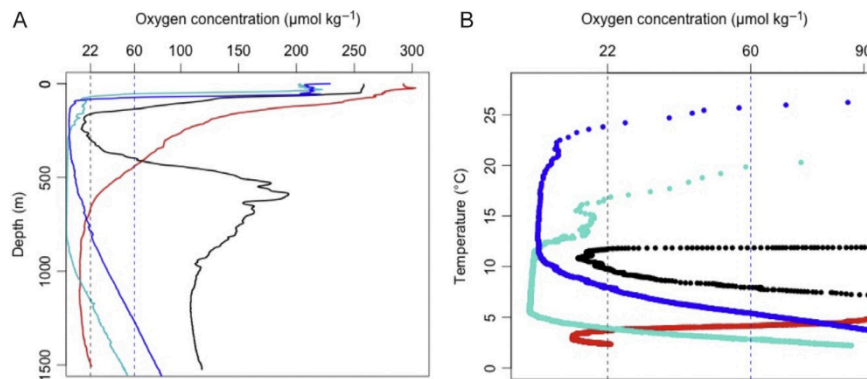 A
Oxygen concentration (µmol kg⁻¹)
22 60 100 150 200 250 300
0
500
1000
1500
Depth (m)
B
Oxygen concentration (µmol kg⁻¹)
22 60 90
25
20
15
10
5
0
Temperature (°C)